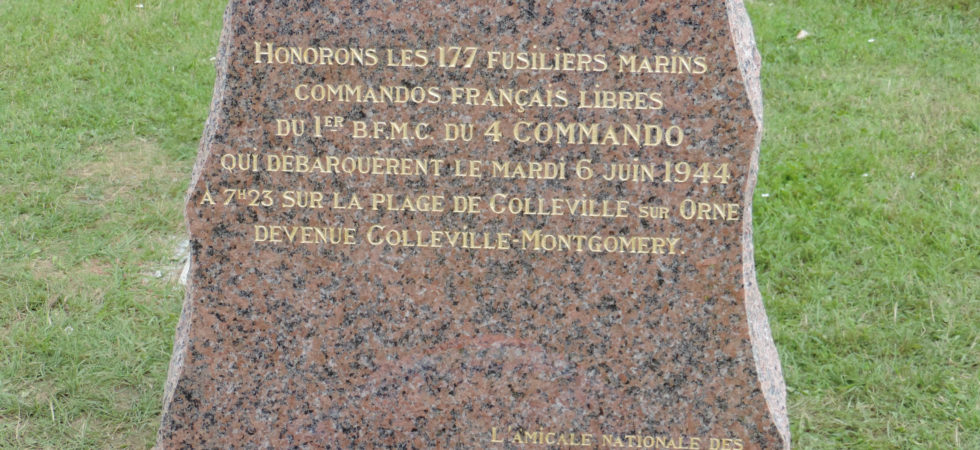 Honorons les 177 fusiliers marins
commandos français libres
du 1er B.F.M.C. du 4 COMMANDO
qui débarquèrent le mardi 6 juin 1944
à 7H23 sur la plage de Colleville sur Orne
devenue Colleville-Montgomery.
L'amicale nationale des